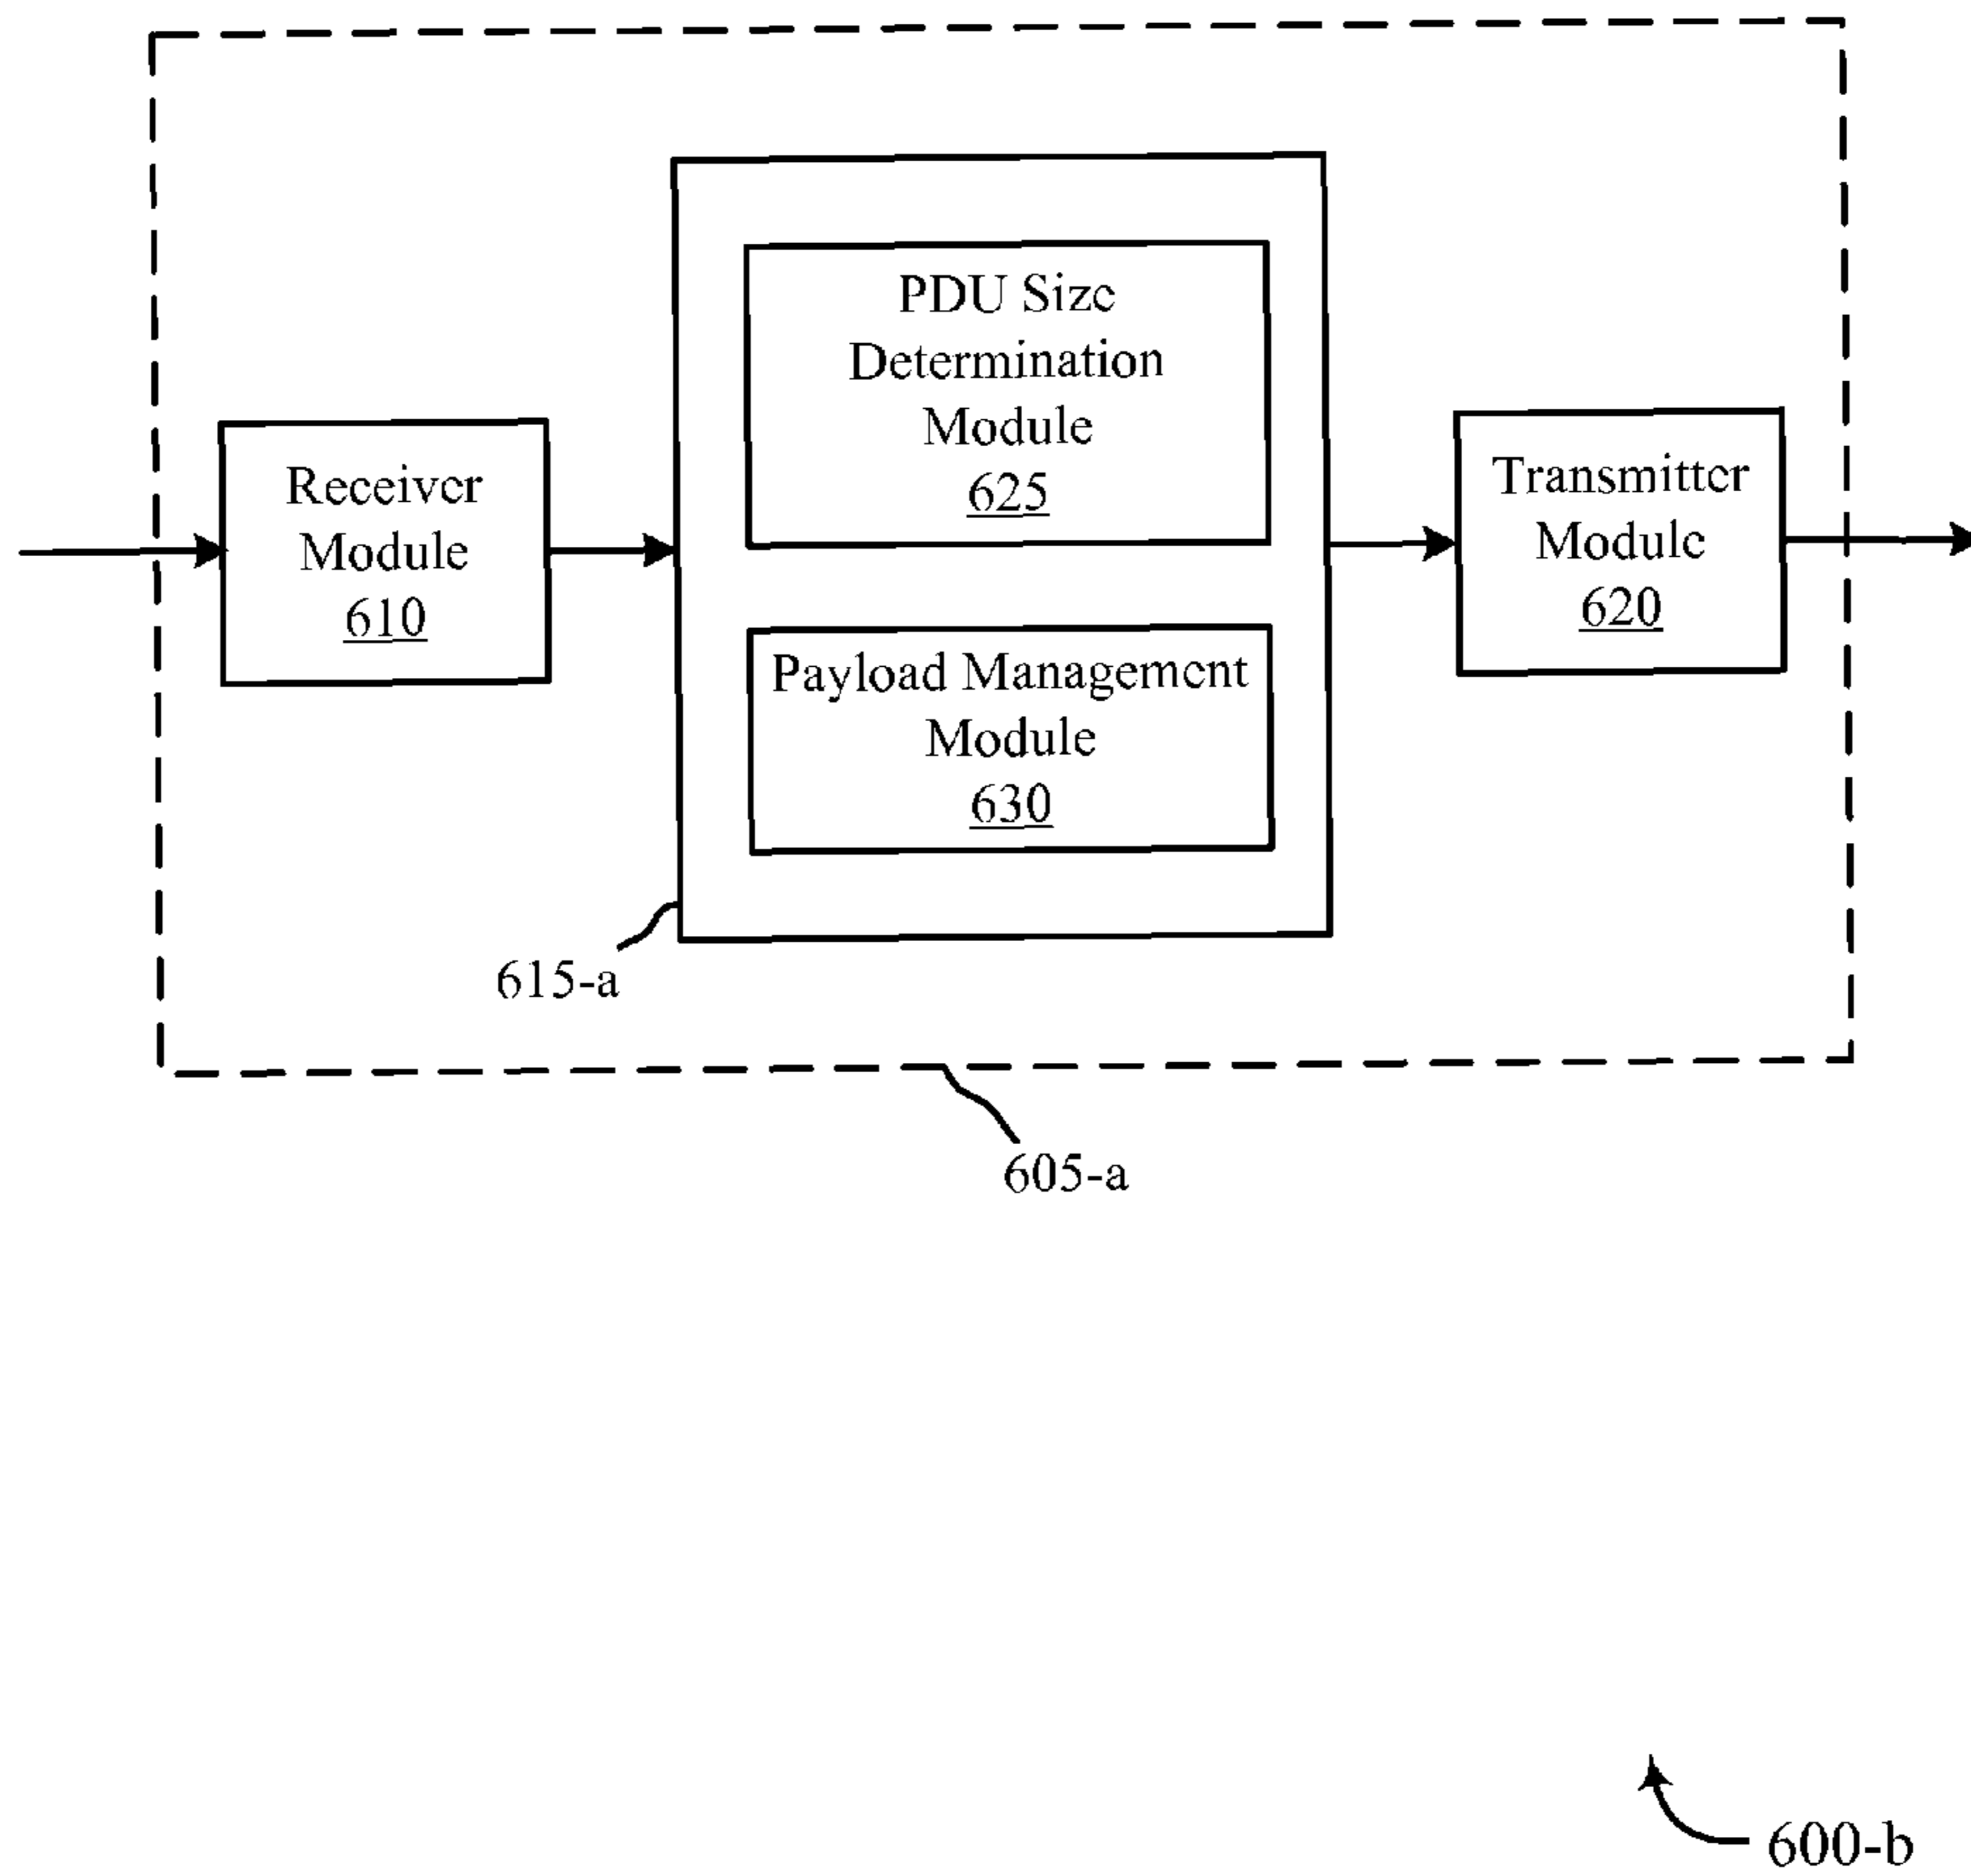 PDU Size
Determination
Module
625
Receiver
Module
610
Transmitter
Module
620
Payload Management
Module
630
615-a
605-a
600-b